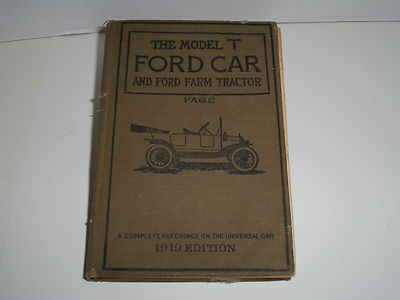 THE MODEL T
FORD CAR
AND FORD FARM TRACTOR
PAGÉ
A COMPLETE REFERENCE ON THE UNIVERSAL CAR
1919 EDITION